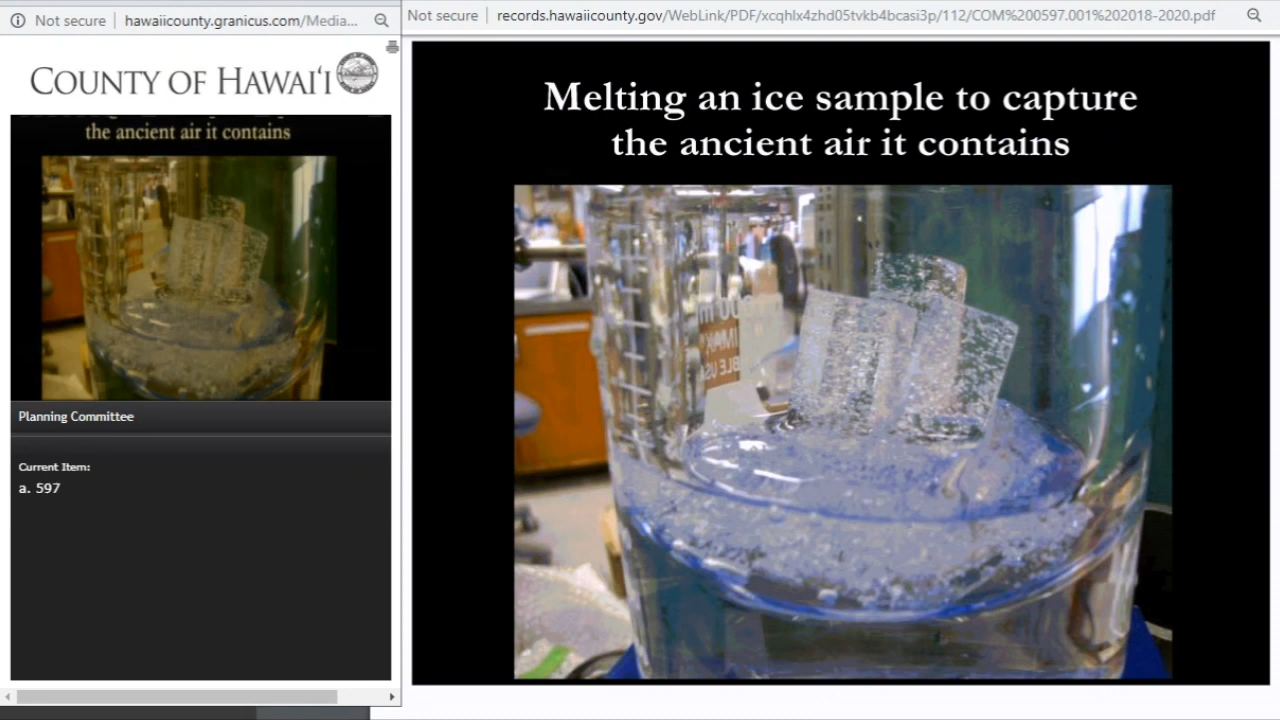 Not secure
hawaiicounty.granicus.com/Media...
COUNTY OF HAWAI‘I
the ancient air it contains
Planning Committee
Current Item:
a. 597
Not secure
records.hawaiicounty.gov/WebLink/PDF/xcqhlx4zhd05tvkb4bcasi3p/112/COM%200597.001%202018-2020.pdf
Melting an ice sample to capture
the ancient air it contains